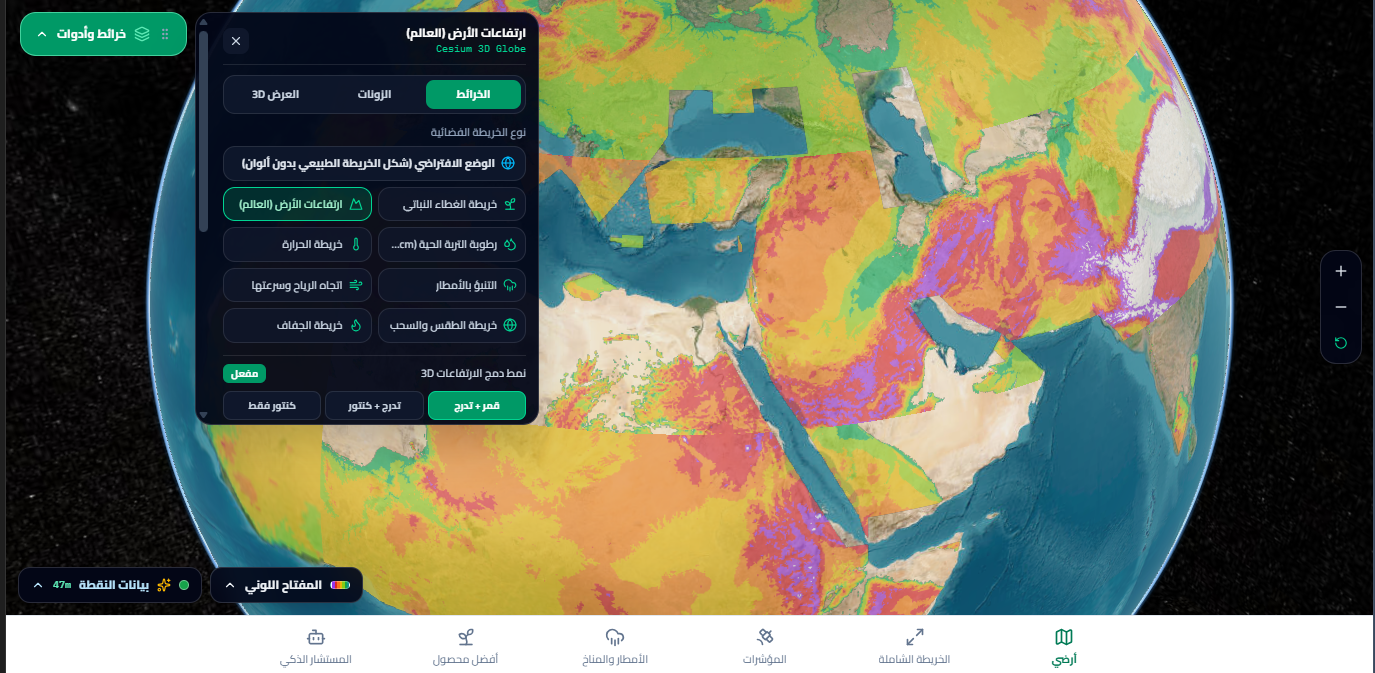 خرائط وأدوات
ارتفاعات الأرض (العالم)
Cesium 3D Globe
الخرائط
الزونات
العرض 3D
نوع الخريطة الفضائية
الوضع الافتراضي (شكل الخريطة الطبيعي بدون ألوان)
خريطة الغطاء النباتي
ارتفاعات الأرض (العالم)
رطوبة التربة الحية (cm...
خريطة الحرارة
التنبؤ بالأمطار
اتجاه الرياح وسرعتها
خريطة الطقس والسحب
خريطة الجفاف
نمط دمج الارتفاعات 3D
مفعل
قمر + تدرج
تدرج + كنتور
كنتور فقط
المفتاح اللوني
بيانات النقطة
47m
أرضي
الخريطة الشاملة
المؤشرات
الأمطار والمناخ
أفضل محصول
المستشار الذكي